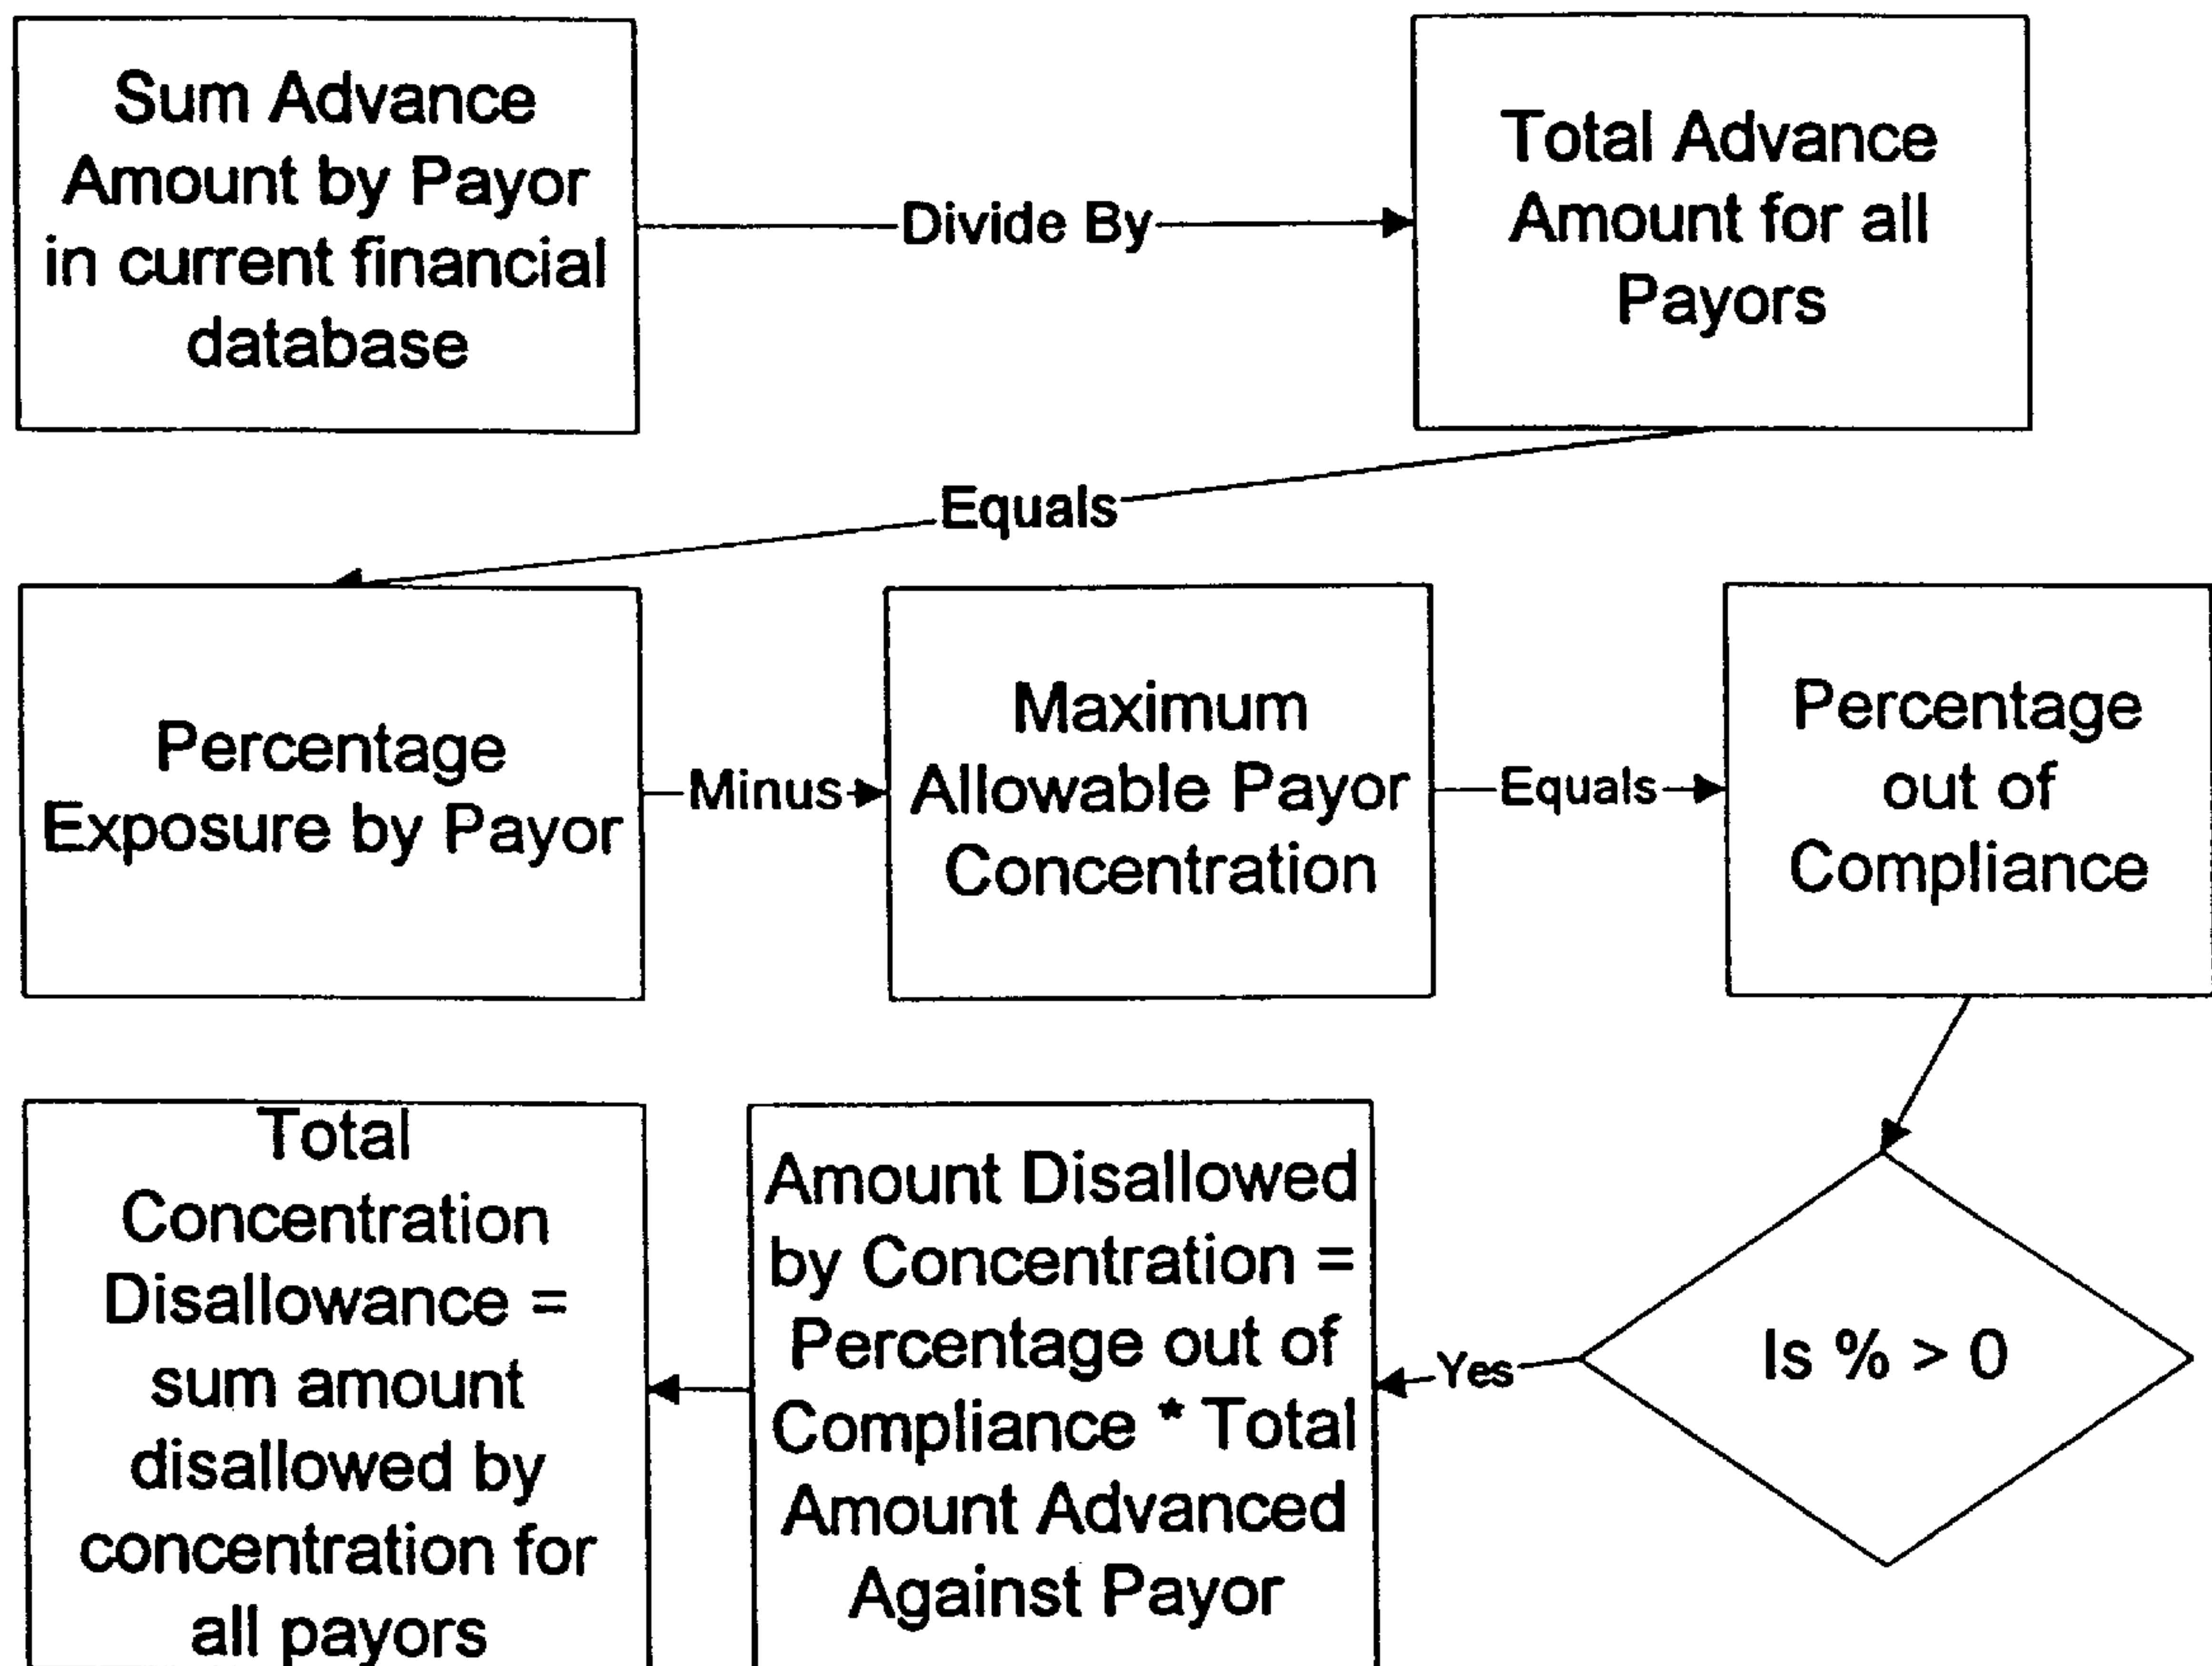 Sum Advance
Amount by Payor
in current financial
database
Divide By
Total Advance
Amount for all
Payors
Equals
Percentage
Exposure by Payor
Minus
Maximum
Allowable Payor
Concentration
Equals
Percentage
out of
Compliance
Is % > 0
Yes
Amount Disallowed
by Concentration =
Percentage out of
Compliance * Total
Amount Advanced
Against Payor
Total
Concentration
Disallowance =
sum amount
disallowed by
concentration for
all payors